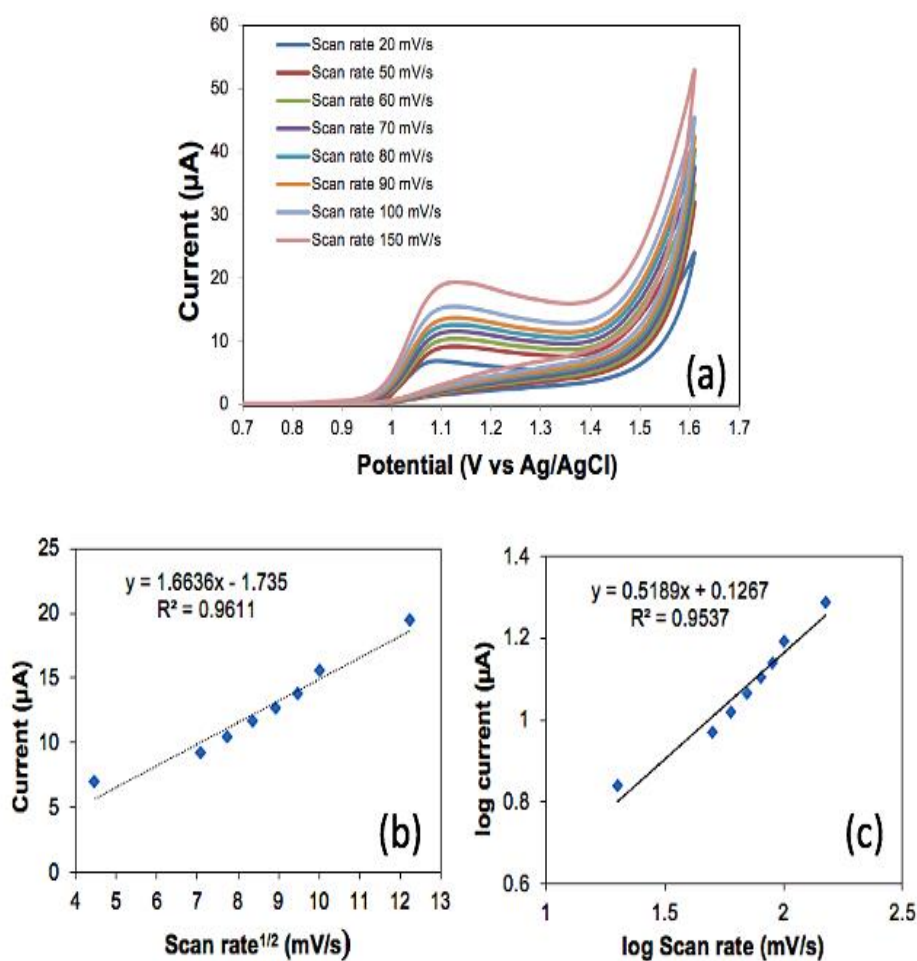 60
50
40
30
20
10
0
Current (µA)
Scan rate 20 mV/s
Scan rate 50 mV/s
Scan rate 60 mV/s
Scan rate 70 mV/s
Scan rate 80 mV/s
Scan rate 90 mV/s
Scan rate 100 mV/s
Scan rate 150 mV/s
(a)
0.7 0.8 0.9 1 1.1 1.2 1.3 1.4 1.5 1.6 1.7
Potential (V vs Ag/AgCl)
25
20
15
10
5
0
Current (µA)
y = 1.6636x - 1.735
R² = 0.9611
(b)
4 5 6 7 8 9 10 11 12 13
Scan rate¹/² (mV/s)
1.4
1.2
1
0.8
0.6
log current (µA)
y = 0.5189x + 0.1267
R² = 0.9537
(c)
1 1.5 2 2.5
log Scan rate (mV/s)